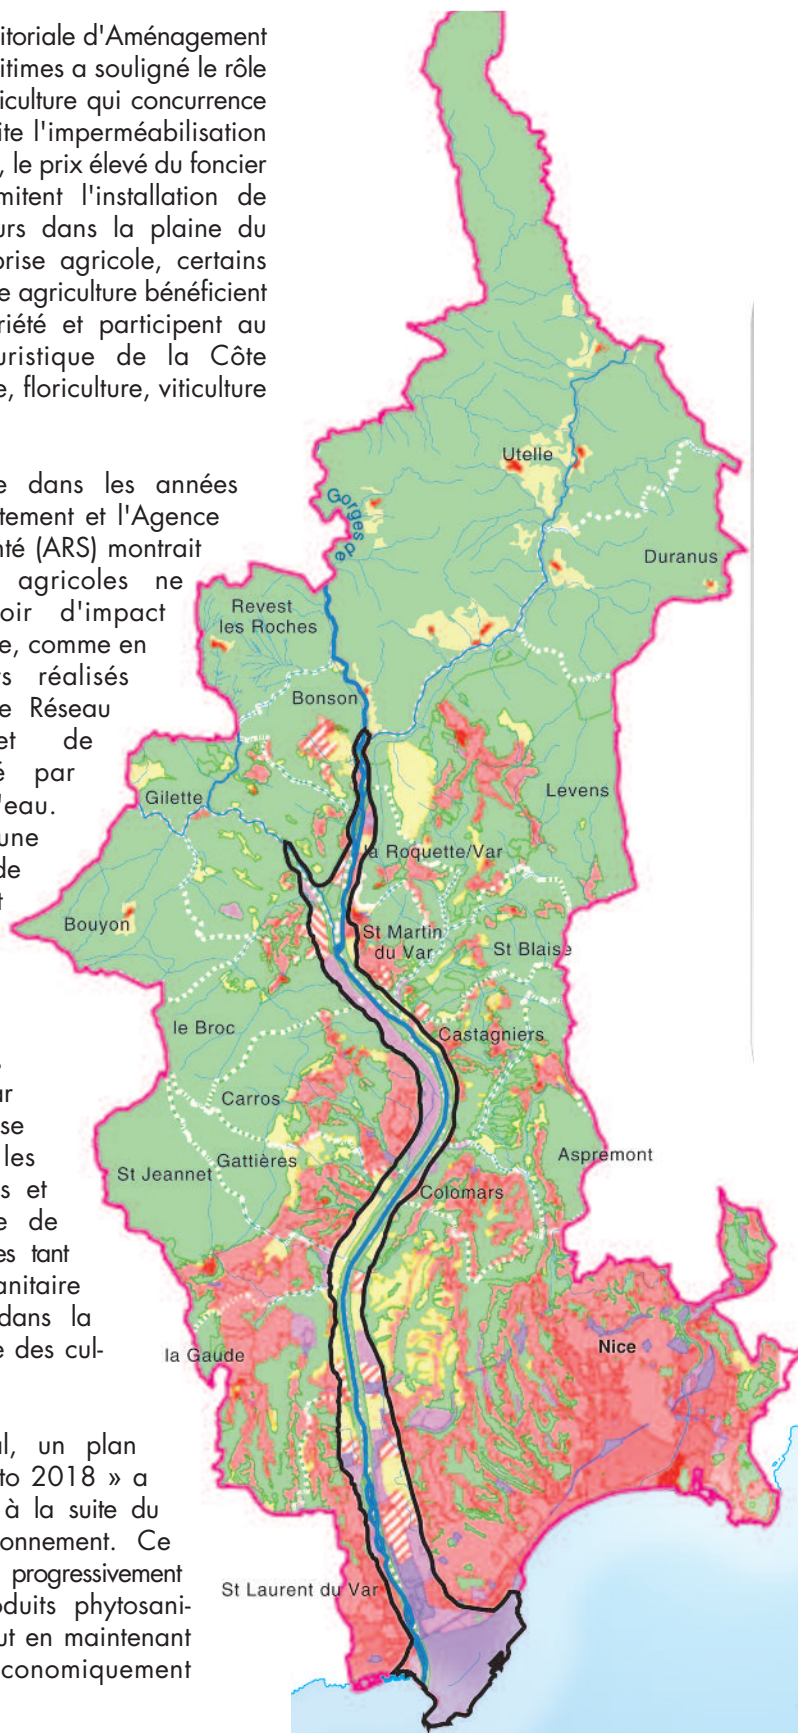 itoriale d'Aménagement
itimes a souligné le rôle
iculture qui concurrence
ite l'imperméabilisation
, le prix élevé du foncier
mitent l'installation de
urs dans la plaine du
prise agricole, certains
e agriculture bénéficient
riété et participent au
uristique de la Côte
e, floriculture, viticulture
e dans les années
tement et l'Agence
nté (ARS) montrait
agricoles ne
oir d'impact
e, comme en
s réalisés
e Réseau
et de
é par
'eau.
une
de
t
ar
se
les
s et
e de
es tant
anitaire
dans la
e des cul-
al, un plan
to 2018 » a
à la suite du
onnement. Ce
progressivement
duits phytosani-
ut en maintenant
conomiquement
Utelle
Gorges de
Duranus
Revest
les Roches
Bonson
Gilette
Levens
la Roquette/Var
Bouyon
St Martin
du Var
St Blaise
le Broc
Castagniers
Carros
Gattières
St Jeannet
Aspremont
Colomars
la Gaude
Nice
St Laurent du Var